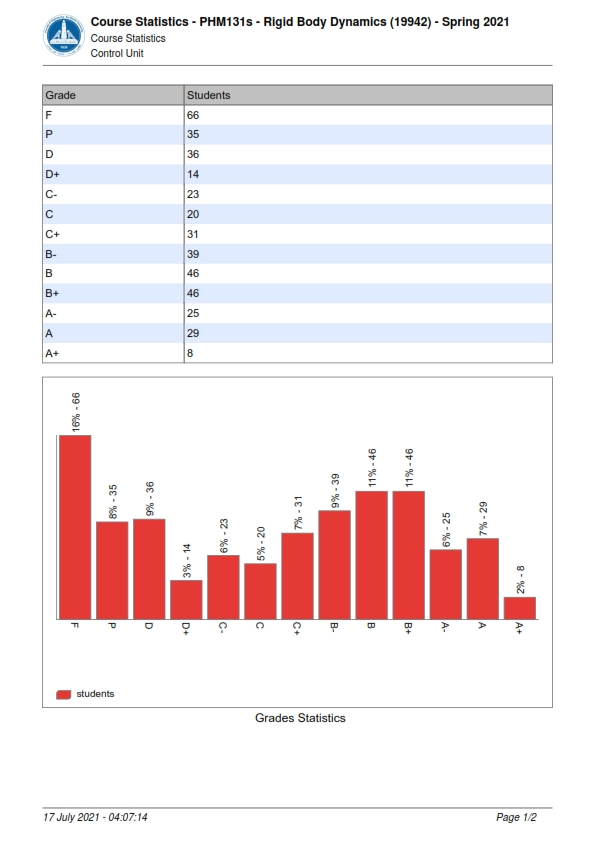 Course Statistics - PHM131s - Rigid Body Dynamics (19942) - Spring 2021
Course Statistics
Control Unit
Grade Students
F 66
P 35
D 36
D+ 14
C- 23
C 20
C+ 31
B- 39
B 46
B+ 46
A- 25
A 29
A+ 8
16% - 66
8% - 35
9% - 36
3% - 14
6% - 23
5% - 20
7% - 31
9% - 39
11% - 46
11% - 46
6% - 25
7% - 29
2% - 8
F
P
D
D+
C-
C
C+
B-
B
B+
A-
A
A+
students
Grades Statistics
17 July 2021 - 04:07:14 Page 1/2